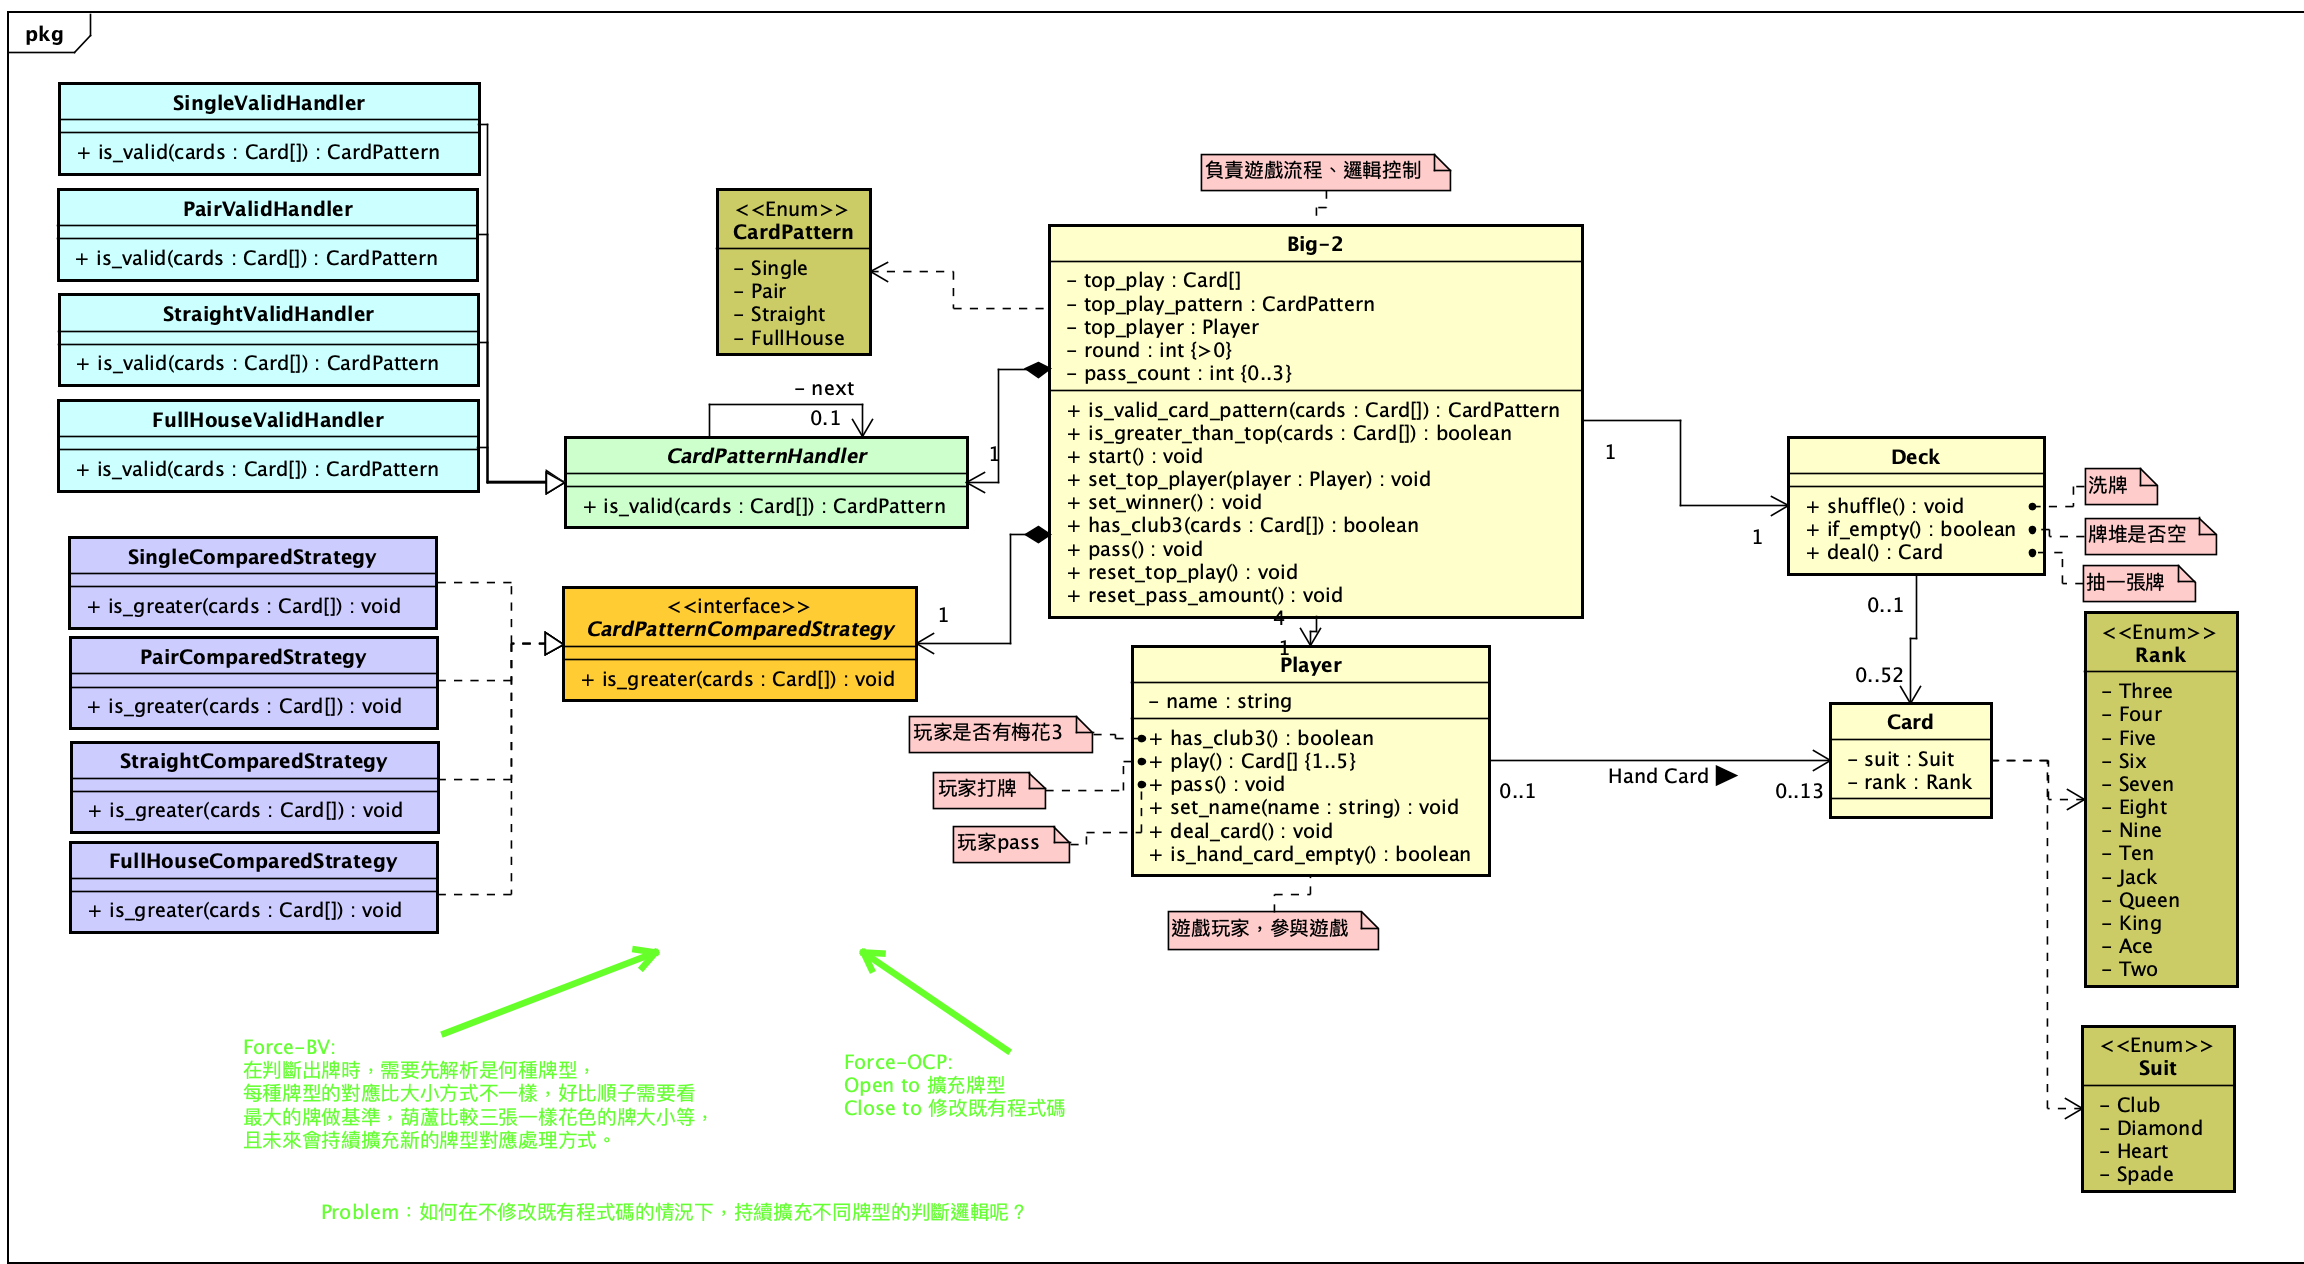 pkg
SingleValidHandler
+ is_valid(cards : Card[]) : CardPattern
PairValidHandler
+ is_valid(cards : Card[]) : CardPattern
StraightValidHandler
+ is_valid(cards : Card[]) : CardPattern
FullHouseValidHandler
+ is_valid(cards : Card[]) : CardPattern
SingleComparedStrategy
+ is_greater(cards : Card[]) : void
PairComparedStrategy
+ is_greater(cards : Card[]) : void
StraightComparedStrategy
+ is_greater(cards : Card[]) : void
FullHouseComparedStrategy
+ is_greater(cards : Card[]) : void
<<Enum>>
CardPattern
- Single
- Pair
- Straight
- FullHouse
- next
0.1
CardPatternHandler
+ is_valid(cards : Card[]) : CardPattern
1
<<interface>>
CardPatternComparedStrategy
+ is_greater(cards : Card[]) : void
1
負責遊戲流程、邏輯控制
Big-2
- top_play : Card[]
- top_play_pattern : CardPattern
- top_player : Player
- round : int {>0}
- pass_count : int {0..3}
+ is_valid_card_pattern(cards : Card[]) : CardPattern
+ is_greater_than_top(cards : Card[]) : boolean
+ start() : void
+ set_top_player(player : Player) : void
+ set_winner() : void
+ has_club3(cards : Card[]) : boolean
+ pass() : void
+ reset_top_play() : void
+ reset_pass_amount() : void
4
1
Player
- name : string
+ has_club3() : boolean
+ play() : Card[] {1..5}
+ pass() : void
+ set_name(name : string) : void
+ deal_card() : void
+ is_hand_card_empty() : boolean
玩家是否有梅花3
玩家打牌
玩家pass
遊戲玩家，參與遊戲
1
1
Deck
+ shuffle() : void
+ if_empty() : boolean
+ deal() : Card
洗牌
牌堆是否空
抽一張牌
0..1
0..52
Hand Card
0..1
0..13
Card
- suit : Suit
- rank : Rank
<<Enum>>
Rank
- Three
- Four
- Five
- Six
- Seven
- Eight
- Nine
- Ten
- Jack
- Queen
- King
- Ace
- Two
<<Enum>>
Suit
- Club
- Diamond
- Heart
- Spade
Force-BV:
在判斷出牌時，需要先解析是何種牌型，
每種牌型的對應比大小方式不一樣，好比順子需要看
最大的牌做基準，葫蘆比較三張一樣花色的牌大小等，
且未來會持續擴充新的牌型對應處理方式。
Force-OCP:
Open to 擴充牌型
Close to 修改既有程式碼
Problem：如何在不修改既有程式碼的情況下，持續擴充不同牌型的判斷邏輯呢？